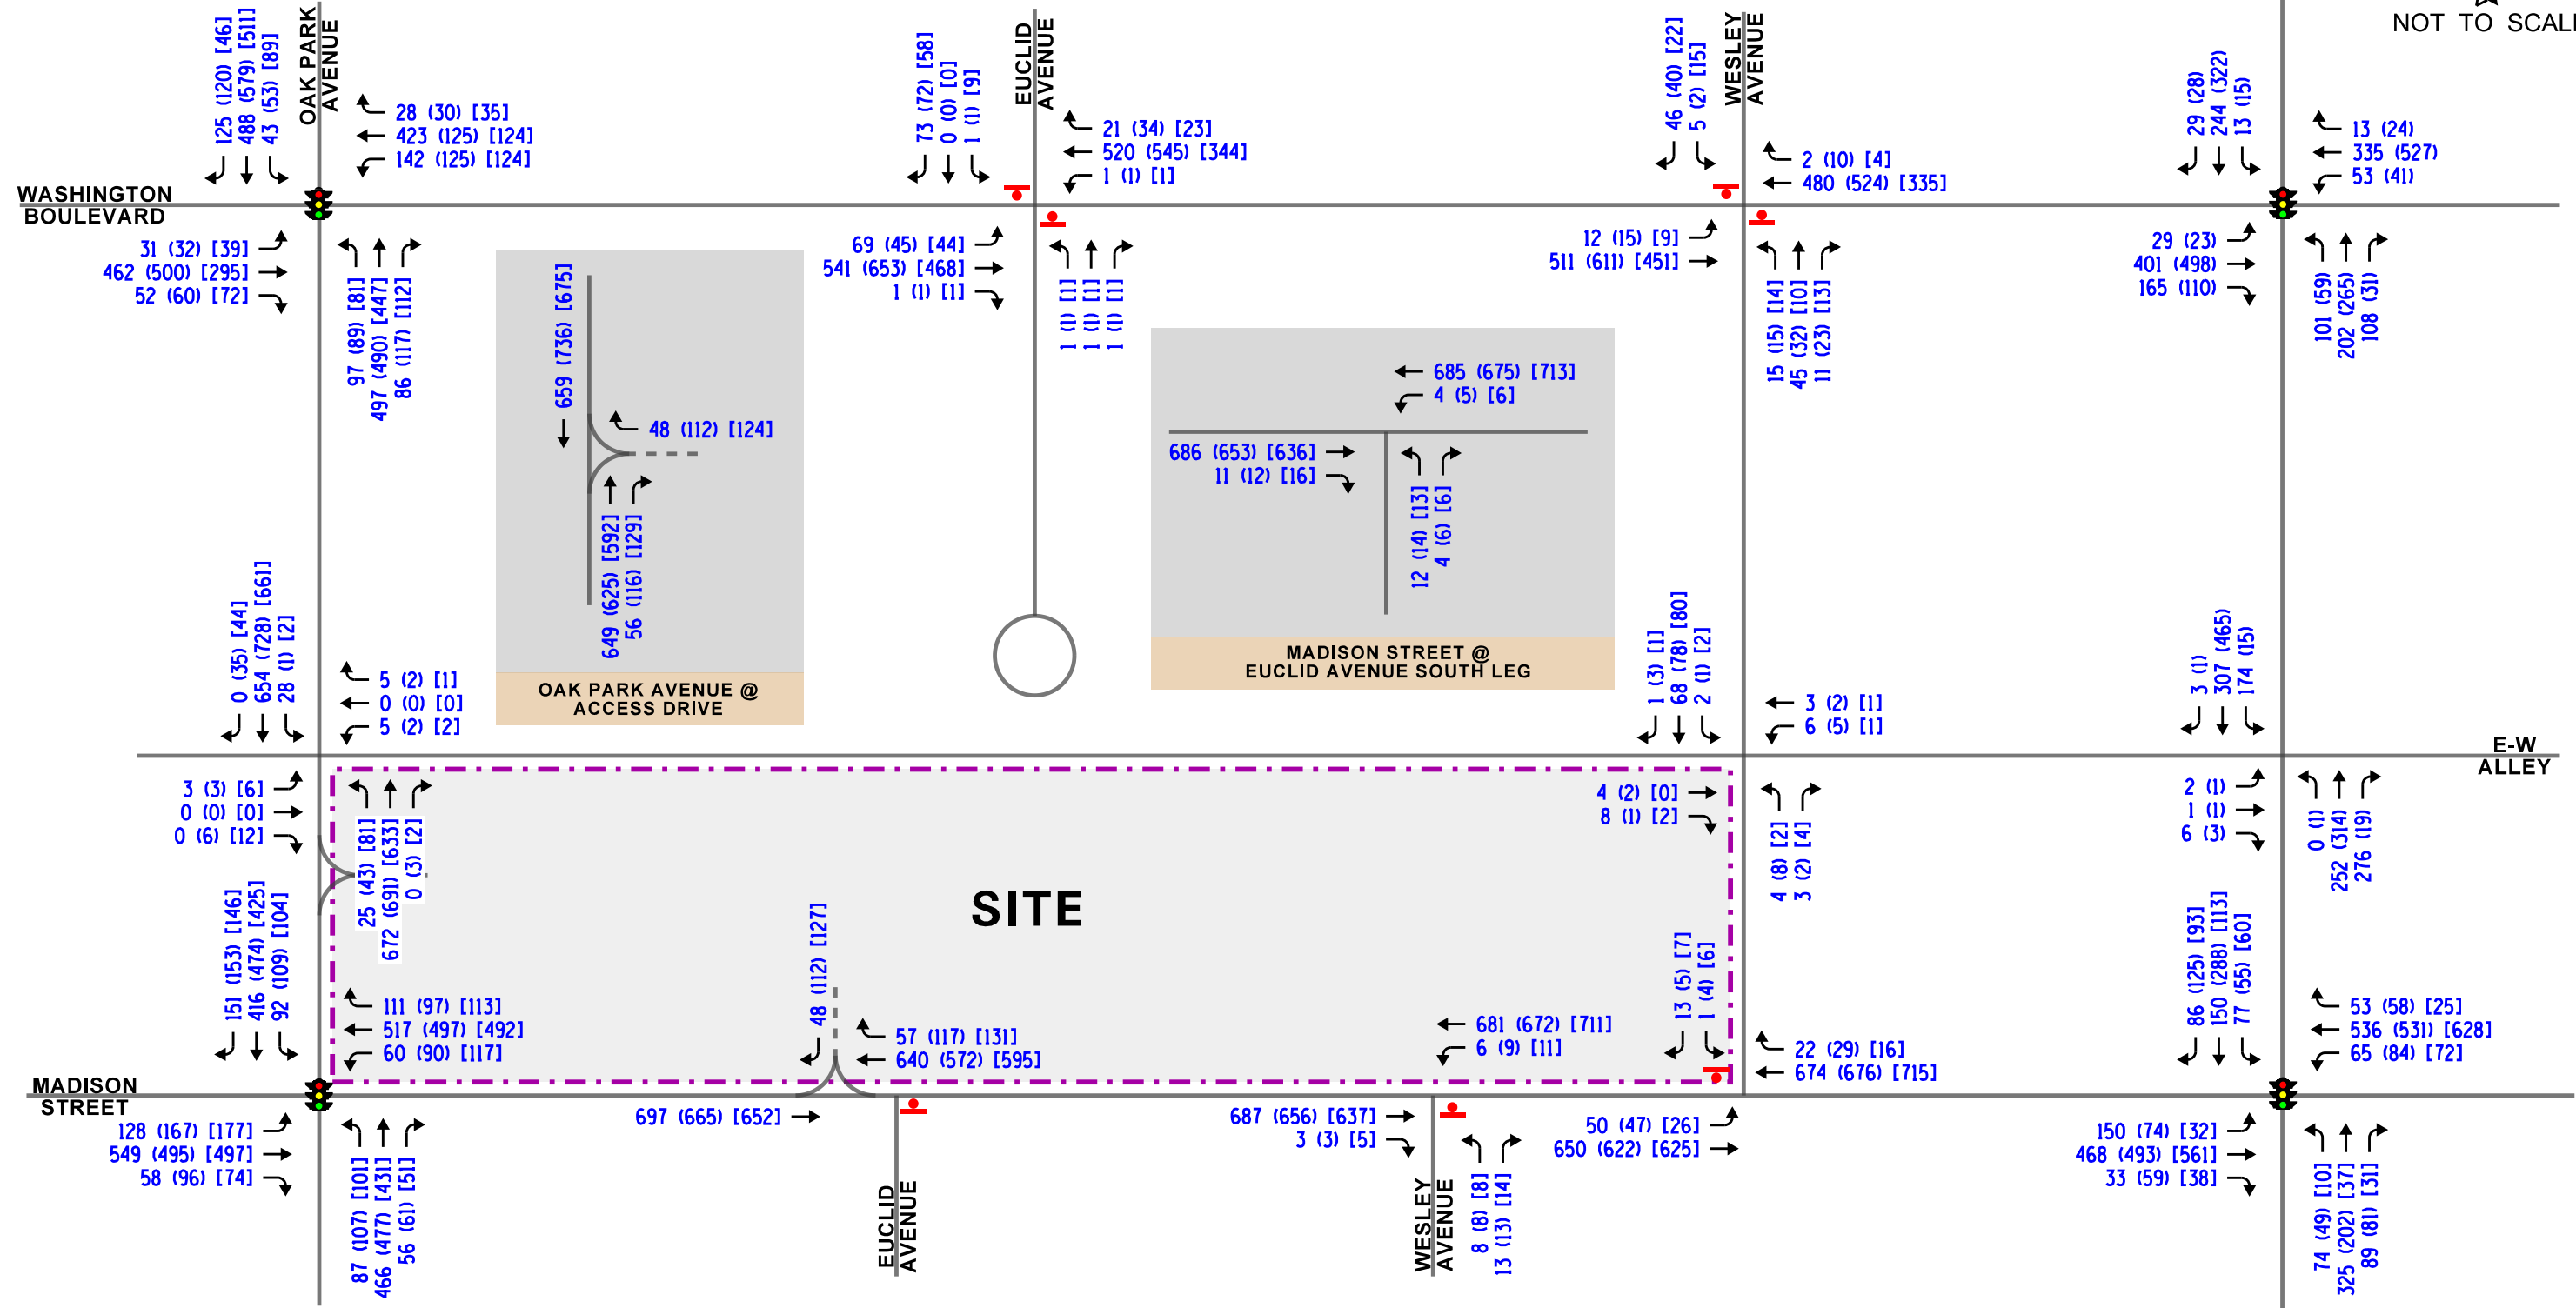 NOT TO SCALE
OAK PARK
AVENUE
EUCLID
AVENUE
WESLEY
AVENUE
125 (120) [46]
488 (579) [511]
43 (53) [89]
28 (30) [35]
423 (125) [124]
142 (125) [124]
73 (72) [58]
0 (0) [0]
1 (1) [9]
21 (34) [23]
520 (545) [344]
1 (1) [1]
46 (40) [22]
5 (2) [15]
2 (10) [4]
480 (524) [335]
29 (28)
244 (322)
13 (15)
13 (24)
335 (527)
53 (41)
WASHINGTON
BOULEVARD
31 (32) [39]
462 (500) [295]
52 (60) [72]
97 (89) [81]
497 (490) [447]
86 (117) [112]
69 (45) [44]
541 (653) [468]
1 (1) [1]
1 (1) [1]
1 (1) [1]
1 (1) [1]
12 (15) [9]
511 (611) [451]
15 (15) [14]
45 (32) [10]
11 (23) [13]
29 (23)
401 (498)
165 (110)
101 (59)
202 (265)
108 (31)
659 (736) [675]
48 (112) [124]
649 (625) [592]
56 (116) [129]
OAK PARK AVENUE @
ACCESS DRIVE
685 (675) [713]
4 (5) [6]
686 (653) [636]
11 (12) [16]
12 (14) [13]
4 (6) [6]
MADISON STREET @
EUCLID AVENUE SOUTH LEG
0 (35) [44]
654 (728) [661]
28 (1) [2]
5 (2) [1]
0 (0) [0]
5 (2) [2]
1 (3) [1]
68 (78) [80]
2 (1) [2]
3 (2) [1]
6 (5) [1]
3 (1)
307 (465)
174 (15)
E-W
ALLEY
3 (3) [6]
0 (0) [0]
0 (6) [12]
25 (43) [81]
672 (691) [633]
0 (3) [2]
4 (2) [0]
8 (1) [2]
4 (8) [2]
3 (2) [4]
2 (1)
1 (1)
6 (3)
0 (1)
252 (314)
276 (19)
SITE
151 (153) [146]
416 (474) [425]
92 (109) [104]
111 (97) [113]
517 (497) [492]
60 (90) [117]
48 (112) [127]
57 (117) [131]
640 (572) [595]
681 (672) [711]
6 (9) [11]
13 (5) [7]
1 (4) [6]
22 (29) [16]
674 (676) [715]
86 (125) [93]
150 (288) [113]
77 (55) [60]
53 (58) [25]
536 (531) [628]
65 (84) [72]
MADISON
STREET
128 (167) [177]
549 (495) [497]
58 (96) [74]
87 (107) [101]
466 (477) [431]
56 (61) [51]
697 (665) [652]
EUCLID
AVENUE
687 (656) [637]
3 (3) [5]
WESLEY
AVENUE
8 (8) [8]
13 (13) [14]
50 (47) [26]
650 (622) [625]
150 (74) [32]
468 (493) [561]
33 (59) [38]
74 (49) [10]
325 (202) [37]
89 (81) [31]